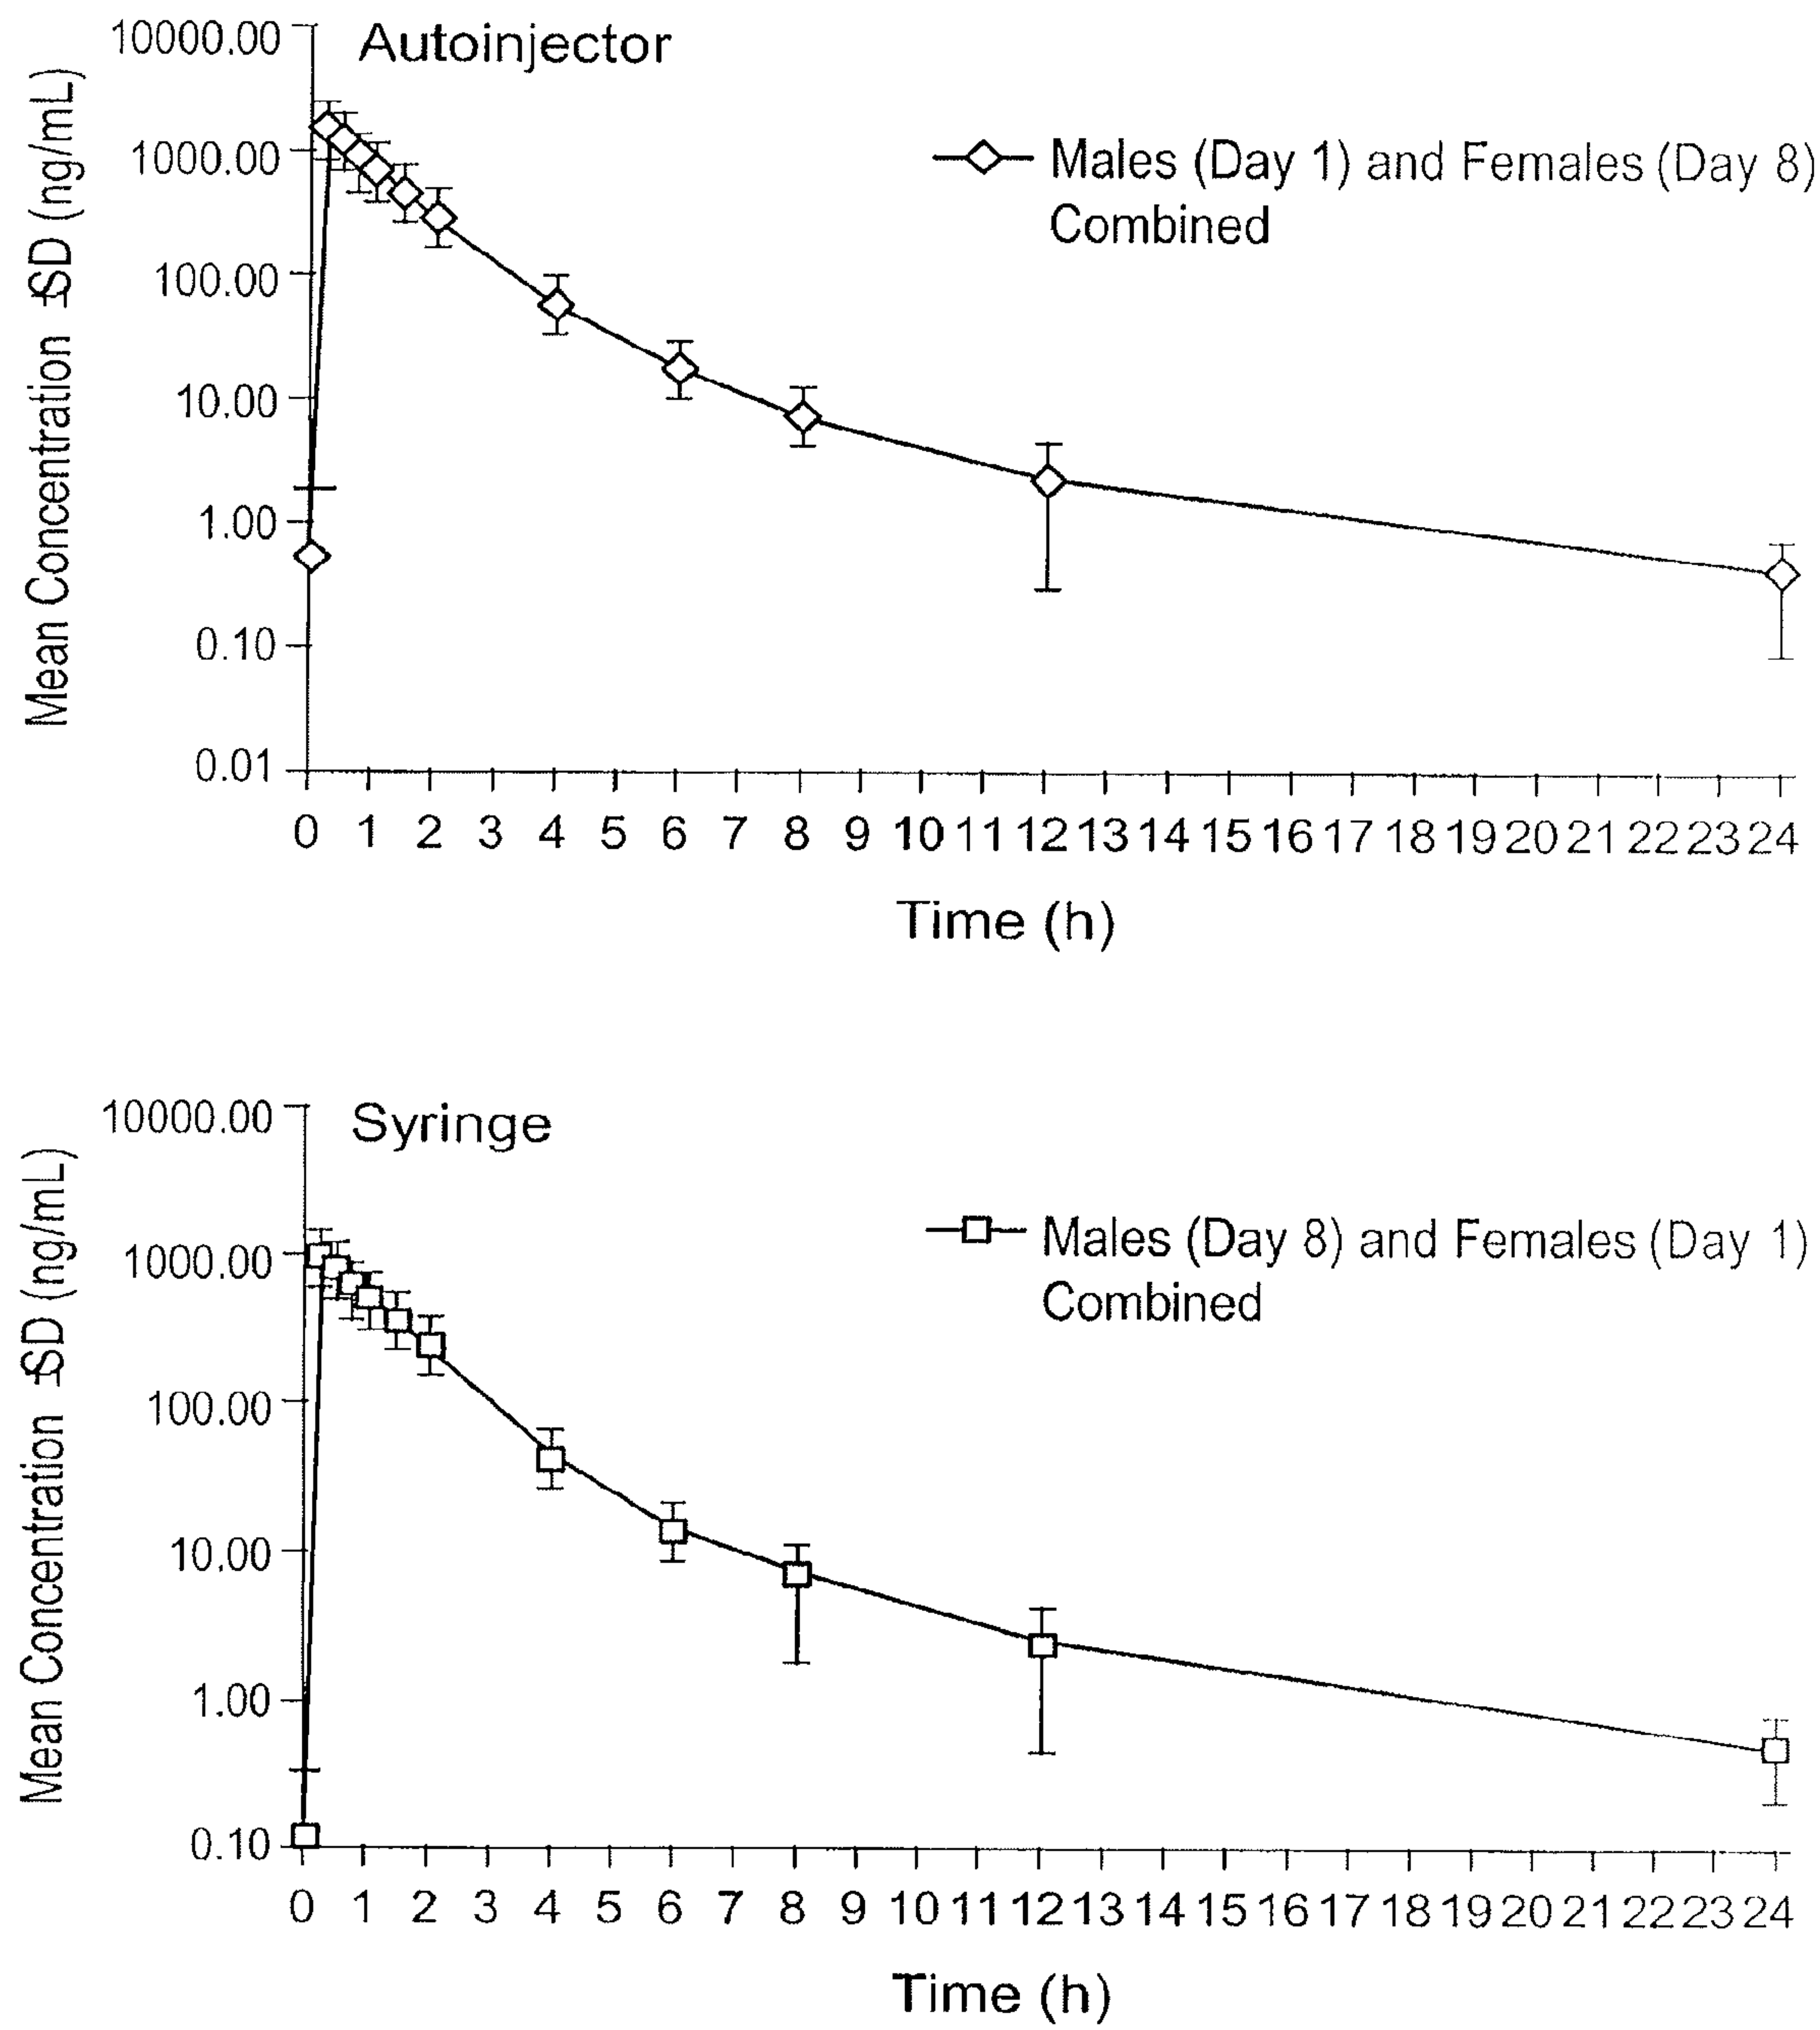 Autoinjector
Mean Concentration ±SD (ng/mL)
10000.00
1000.00
100.00
10.00
1.00
0.10
0.01
Males (Day 1) and Females (Day 8)
Combined
0 1 2 3 4 5 6 7 8 9 10 11 12 13 14 15 16 17 18 19 20 21 22 23 24
Time (h)
Syringe
Mean Concentration ±SD (ng/mL)
10000.00
1000.00
100.00
10.00
1.00
0.10
Males (Day 8) and Females (Day 1)
Combined
0 1 2 3 4 5 6 7 8 9 10 11 12 13 14 15 16 17 18 19 20 21 22 23 24
Time (h)